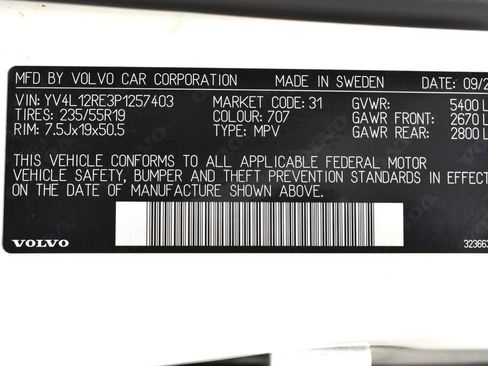 MFD BY VOLVO CAR CORPORATION MADE IN SWEDEN DATE: 09/2
VIN: YV4L12RE3P1257403 MARKET CODE: 31 GVWR: 5400 L
TIRES: 235/55R19 COLOUR: 707 GAWR FRONT: 2670 L
RIM: 7.5Jx19x50.5 TYPE: MPV GAWR REAR: 2800 L
THIS VEHICLE CONFORMS TO ALL APPLICABLE FEDERAL MOTOR
VEHICLE SAFETY, BUMPER AND THEFT PREVENTION STANDARDS IN EFFECT
ON THE DATE OF MANUFACTURE SHOWN ABOVE.
VOLVO 32366